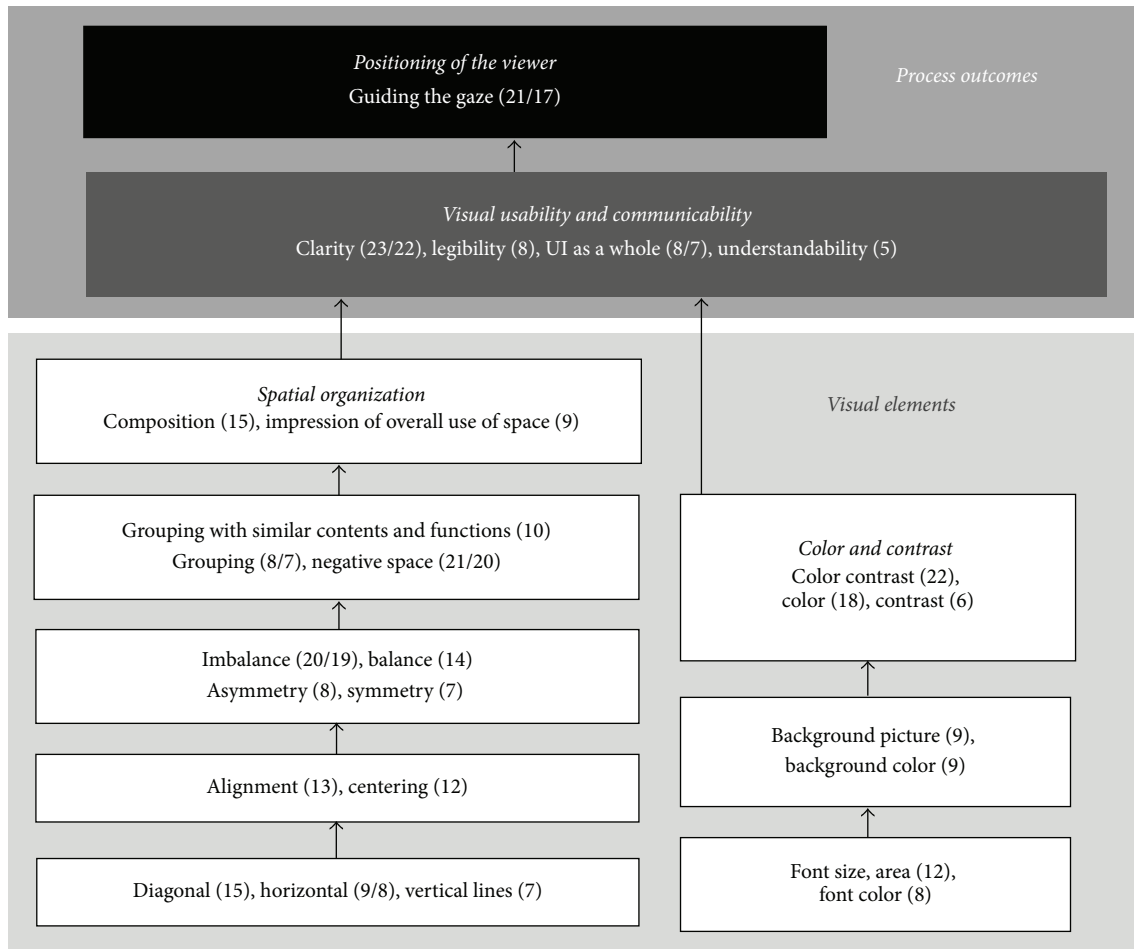 Positioning of the viewer
Guiding the gaze (21/17)
Process outcomes
Visual usability and communicability
Clarity (23/22), legibility (8), UI as a whole (8/7), understandability (5)
Spatial organization
Composition (15), impression of overall use of space (9)
Visual elements
Grouping with similar contents and functions (10)
Grouping (8/7), negative space (21/20)
Imbalance (20/19), balance (14)
Asymmetry (8), symmetry (7)
Alignment (13), centering (12)
Diagonal (15), horizontal (9/8), vertical lines (7)
Color and contrast
Color contrast (22),
color (18), contrast (6)
Background picture (9),
background color (9)
Font size, area (12),
font color (8)